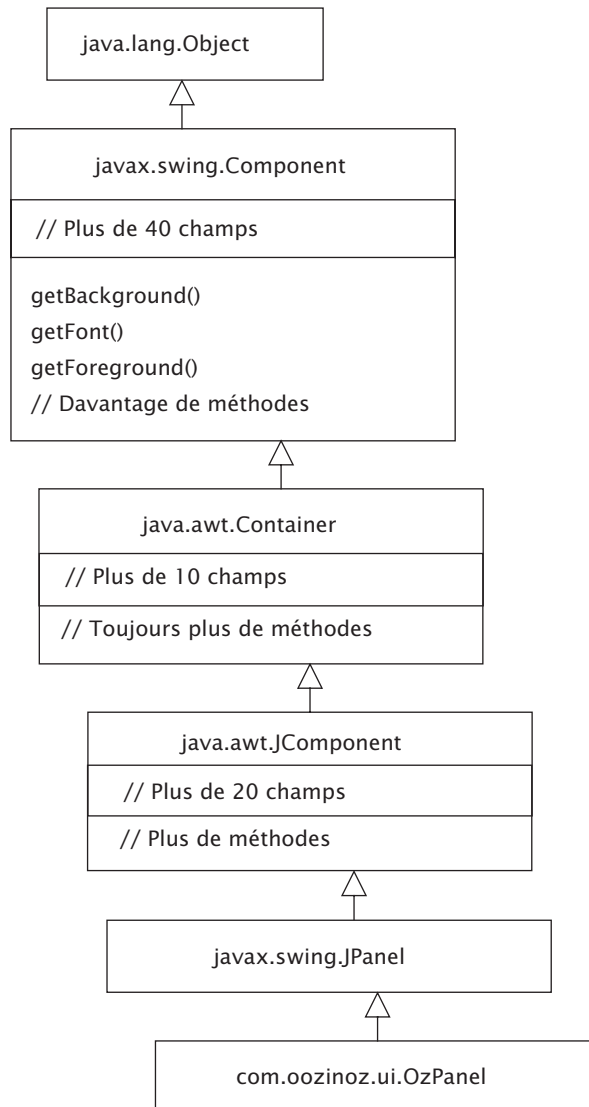 java.lang.Object
javax.swing.Component
// Plus de 40 champs
getBackground()
getFont()
getForeground()
// Davantage de méthodes
java.awt.Container
// Plus de 10 champs
// Toujours plus de méthodes
java.awt.JComponent
// Plus de 20 champs
// Plus de méthodes
javax.swing.JPanel
com.oozinoz.ui.OzPanel